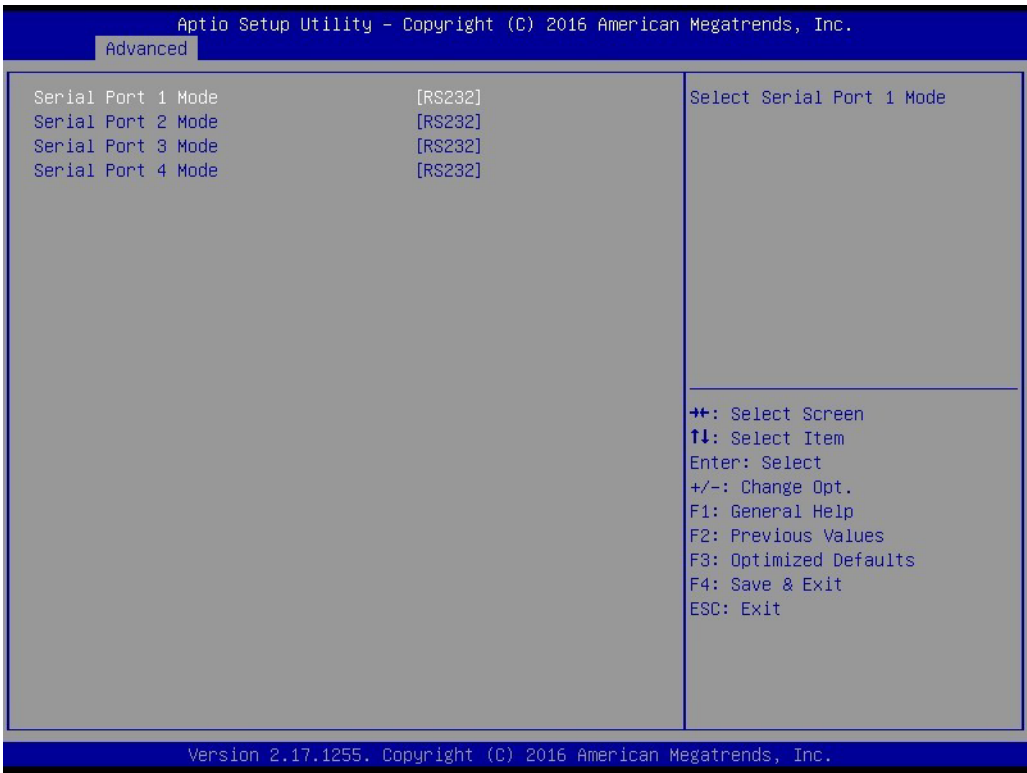 Aptio Setup Utility – Copyright (C) 2016 American Megatrends, Inc.
Advanced
Serial Port 1 Mode [RS232]
Serial Port 2 Mode [RS232]
Serial Port 3 Mode [RS232]
Serial Port 4 Mode [RS232]
Select Serial Port 1 Mode
→←: Select Screen
↑↓: Select Item
Enter: Select
+/-: Change Opt.
F1: General Help
F2: Previous Values
F3: Optimized Defaults
F4: Save & Exit
ESC: Exit
Version 2.17.1255. Copyright (C) 2016 American Megatrends, Inc.